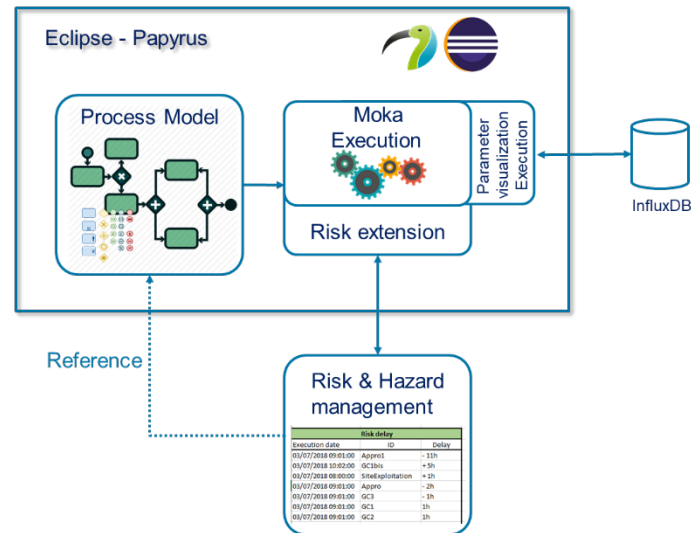 Eclipse - Papyrus
Process Model
Moka
Execution
Parameter
visualization
Execution
Risk extension
InfluxDB
Reference
Risk & Hazard
management
Risk delay
Execution date ID Delay
03/07/2018 09:01:00 Appro1 - 11h
03/07/2018 10:02:00 GC1bis + 5h
03/07/2018 08:00:00 SiteExploitation + 1h
03/07/2018 09:01:00 Appro - 2h
03/07/2018 09:01:00 GC3 - 1h
03/07/2018 09:01:00 GC1 1h
03/07/2018 09:01:00 GC2 1h